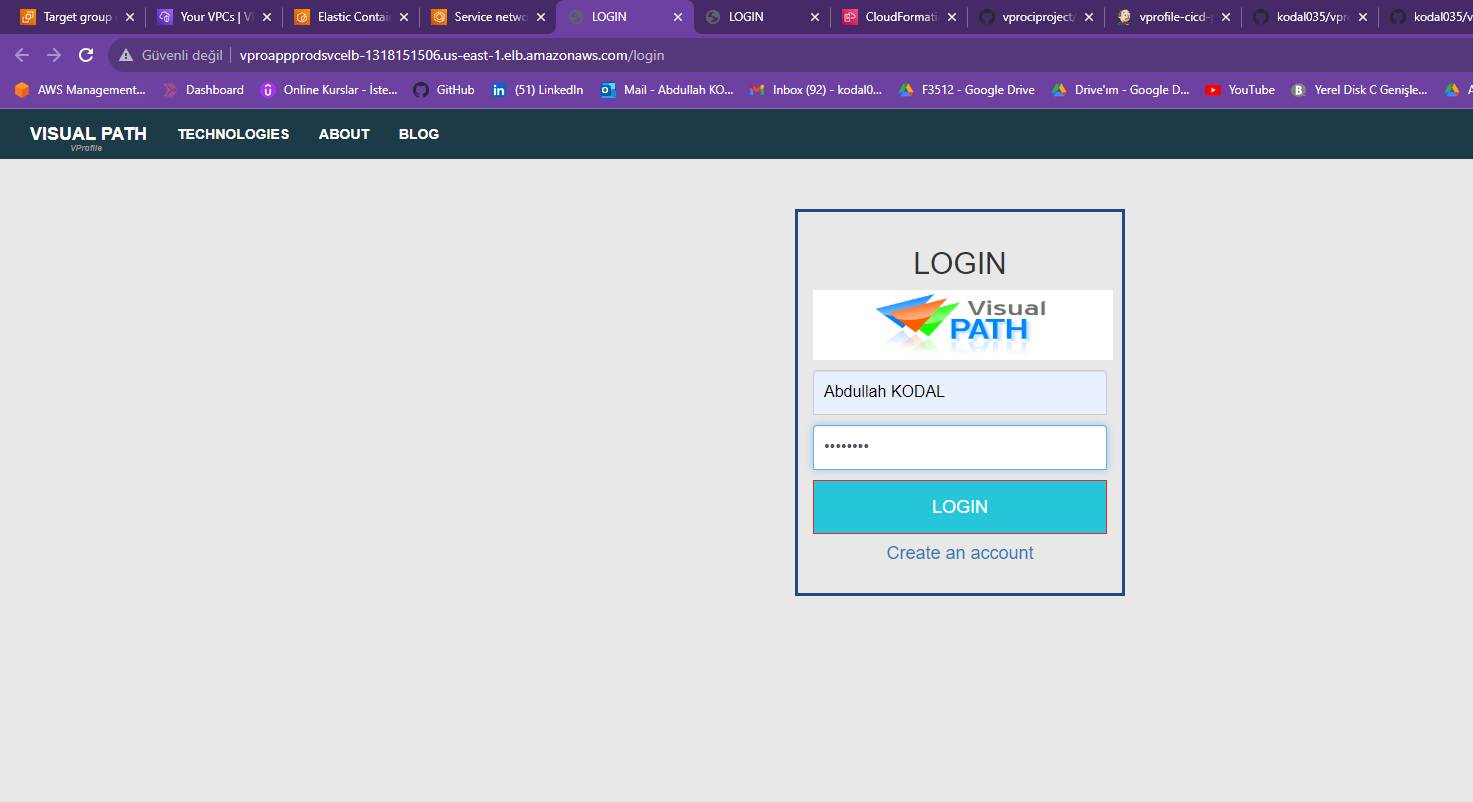 Target group
Your VPCs | V
Elastic Contai
Service netwo
LOGIN
LOGIN
CloudFormati
vprociproject/
vprofile-cicd-
kodal035/vpro
kodal035/v
Güvenli değil
vproappprodsvcelb-1318151506.us-east-1.elb.amazonaws.com/login
AWS Management...
Dashboard
Online Kurslar - İste...
GitHub
(51) LinkedIn
Mail - Abdullah KO...
Inbox (92) - kodal0...
F3512 - Google Drive
Drive'ım - Google D...
YouTube
Yerel Disk C Genişle...
A
VISUAL PATH
VProfile
TECHNOLOGIES
ABOUT
BLOG
LOGIN
Visual
PATH
Abdullah KODAL
••••••••
LOGIN
Create an account